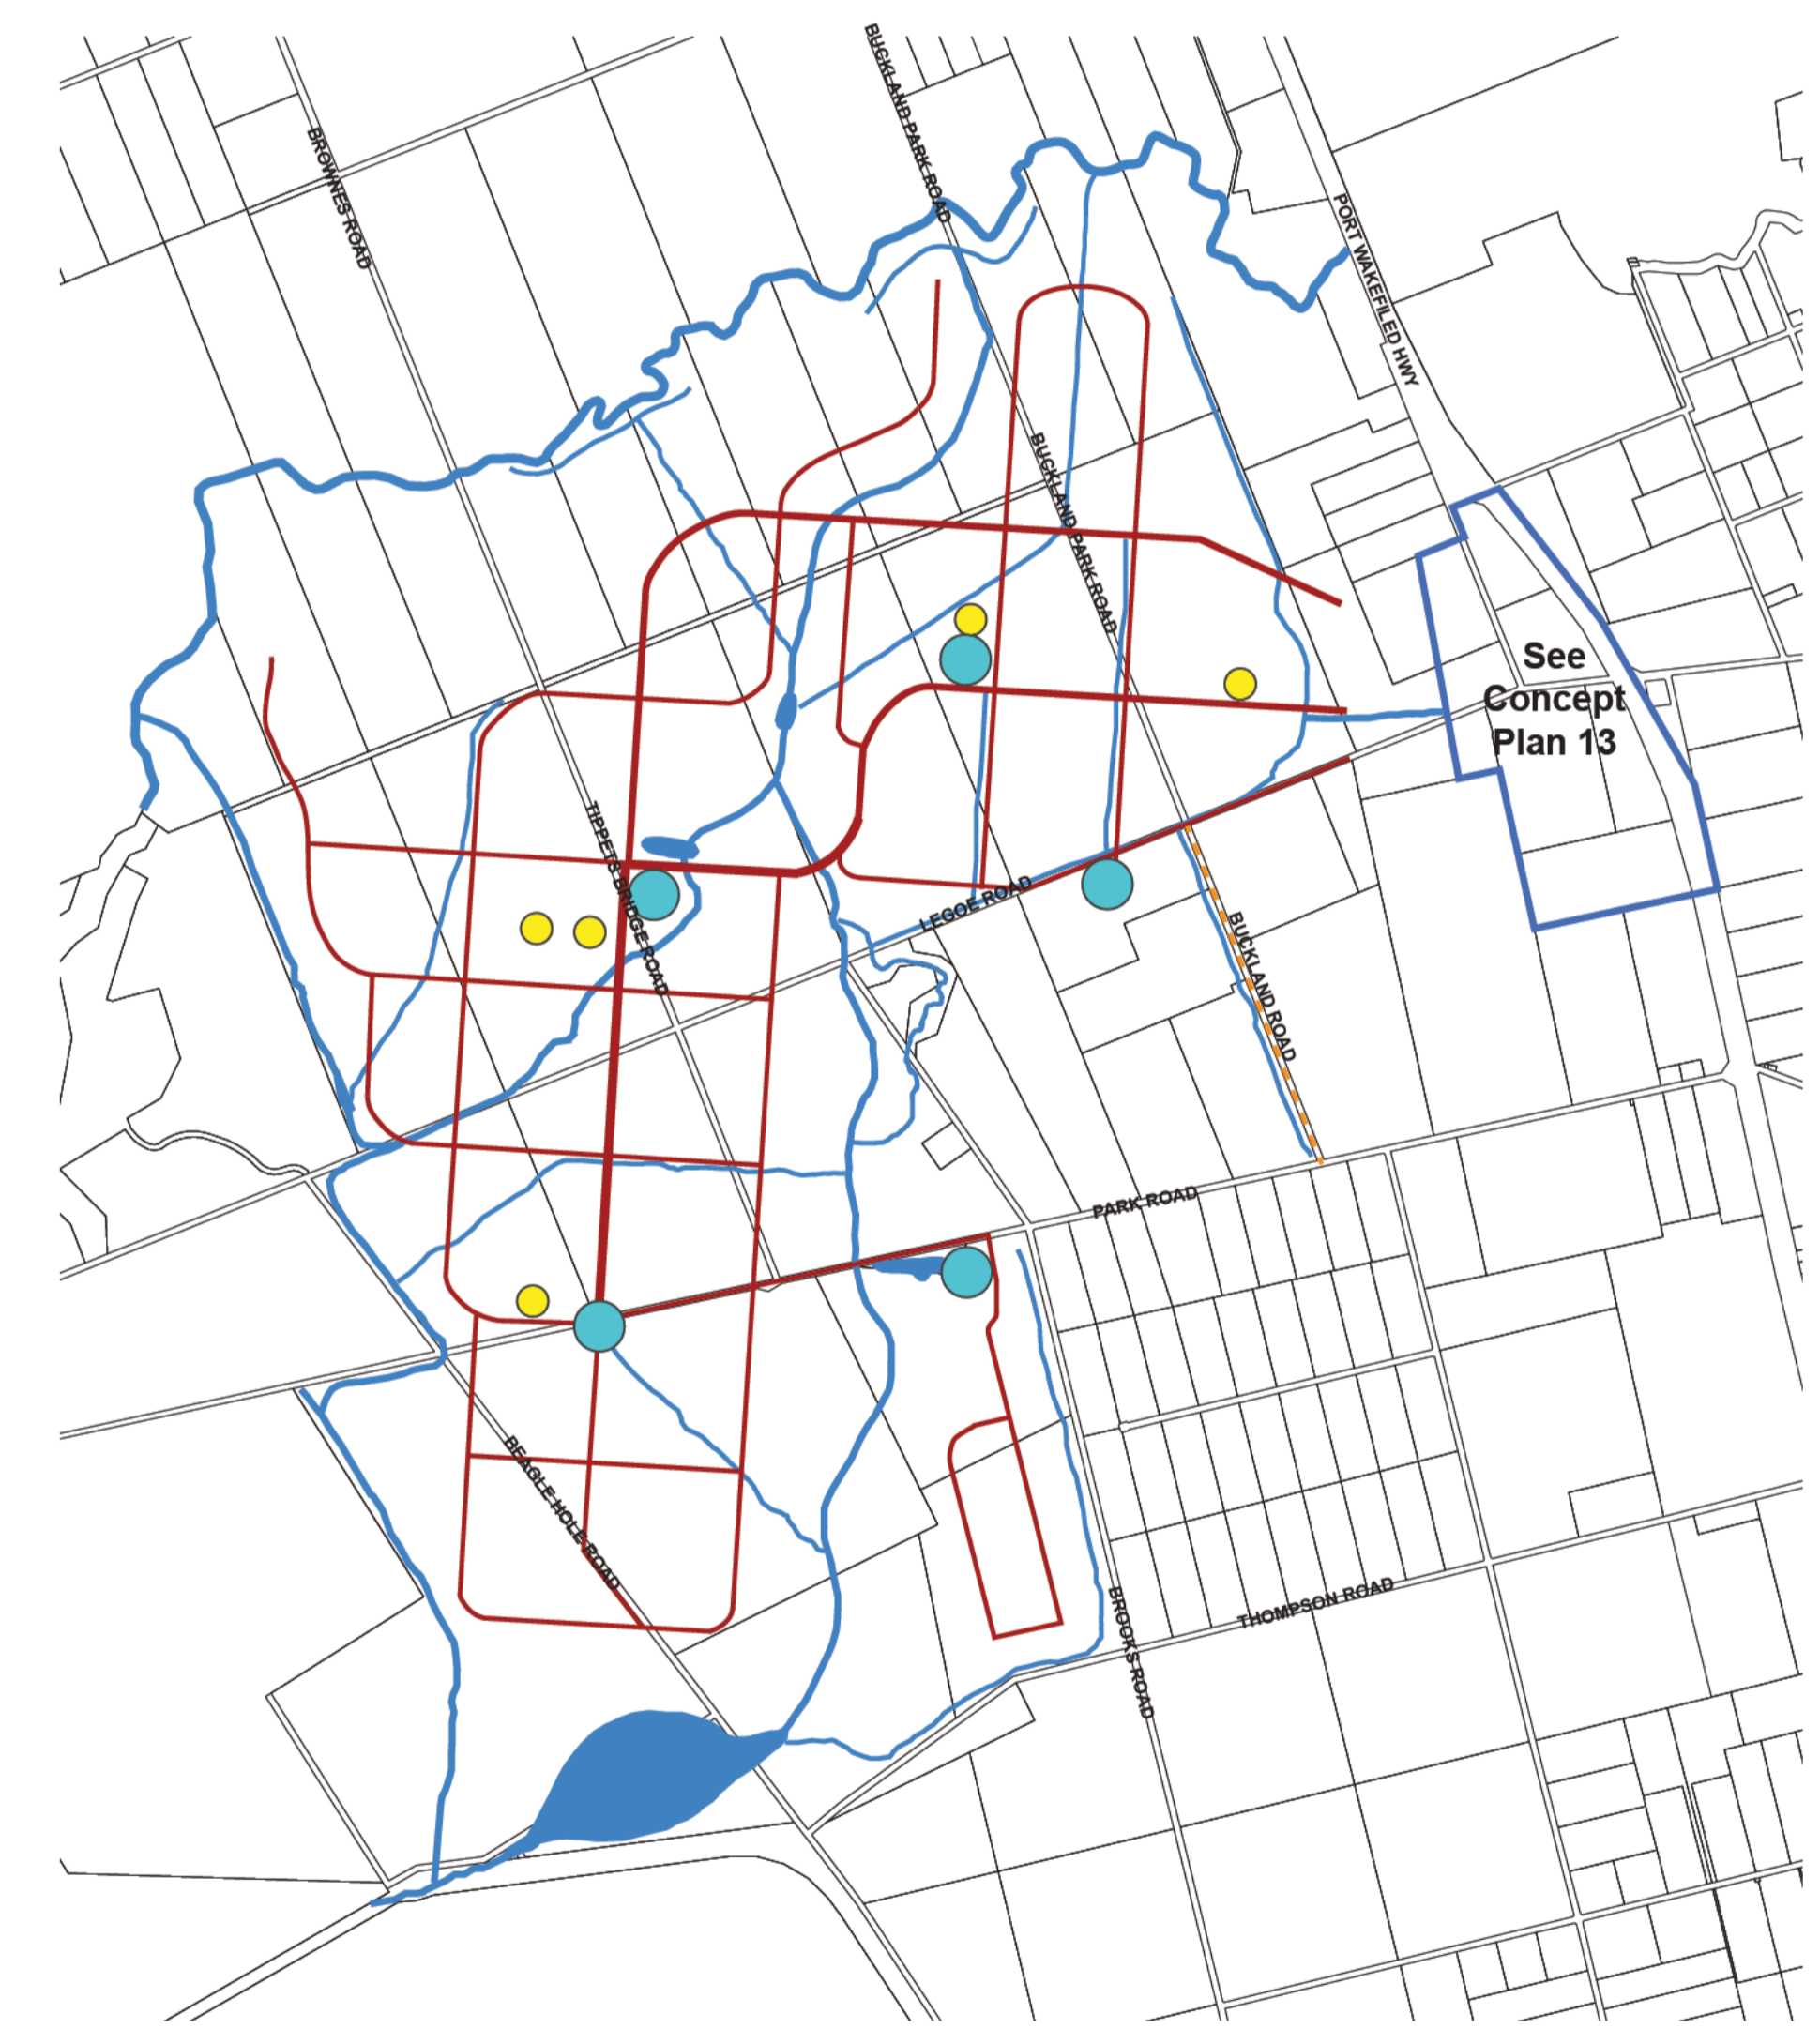 BUCKLAND PARK ROAD
BROWNES ROAD
PORT WAKEFILED HWY
BUCKLAND PARK ROAD
See
Concept
Plan 13
TIPPETS BRIDGE ROAD
LEGOE ROAD
BUCKLAND ROAD
PARK ROAD
BEAGLE HOLE ROAD
THOMPSON ROAD
BROOKS ROAD